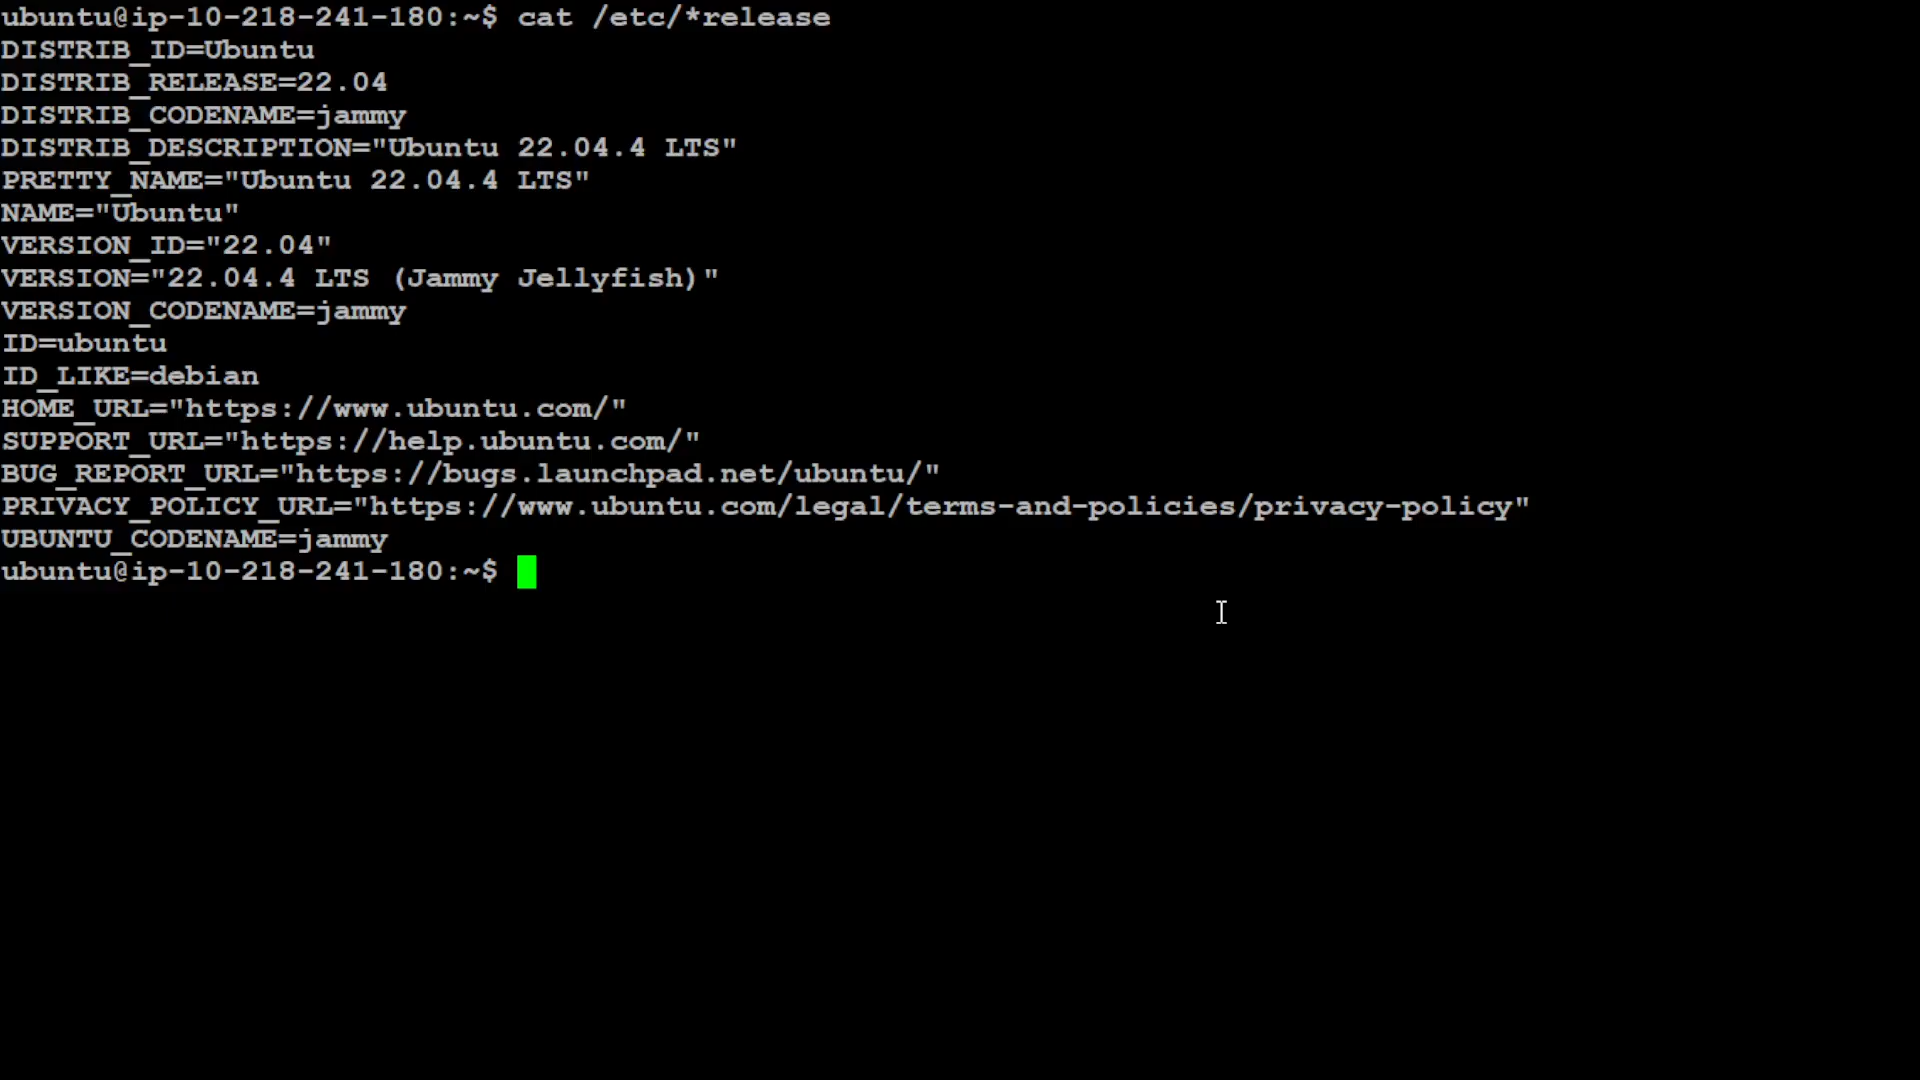 ubuntu@ip-10-218-241-180:~$ cat /etc/*release
DISTRIB_ID=Ubuntu
DISTRIB_RELEASE=22.04
DISTRIB_CODENAME=jammy
DISTRIB_DESCRIPTION="Ubuntu 22.04.4 LTS"
PRETTY_NAME="Ubuntu 22.04.4 LTS"
NAME="Ubuntu"
VERSION_ID="22.04"
VERSION="22.04.4 LTS (Jammy Jellyfish)"
VERSION_CODENAME=jammy
ID=ubuntu
ID_LIKE=debian
HOME_URL="https://www.ubuntu.com/"
SUPPORT_URL="https://help.ubuntu.com/"
BUG_REPORT_URL="https://bugs.launchpad.net/ubuntu/"
PRIVACY_POLICY_URL="https://www.ubuntu.com/legal/terms-and-policies/privacy-policy"
UBUNTU_CODENAME=jammy
ubuntu@ip-10-218-241-180:~$